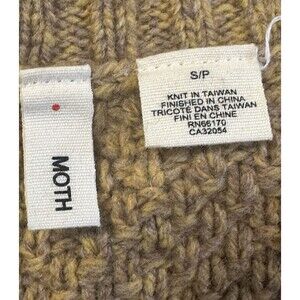 MOTH
S/P
KNIT IN TAIWAN
FINISHED IN CHINA
TRICOTÉ DANS TAIWAN
FINI EN CHINE
RN66170
CA32054